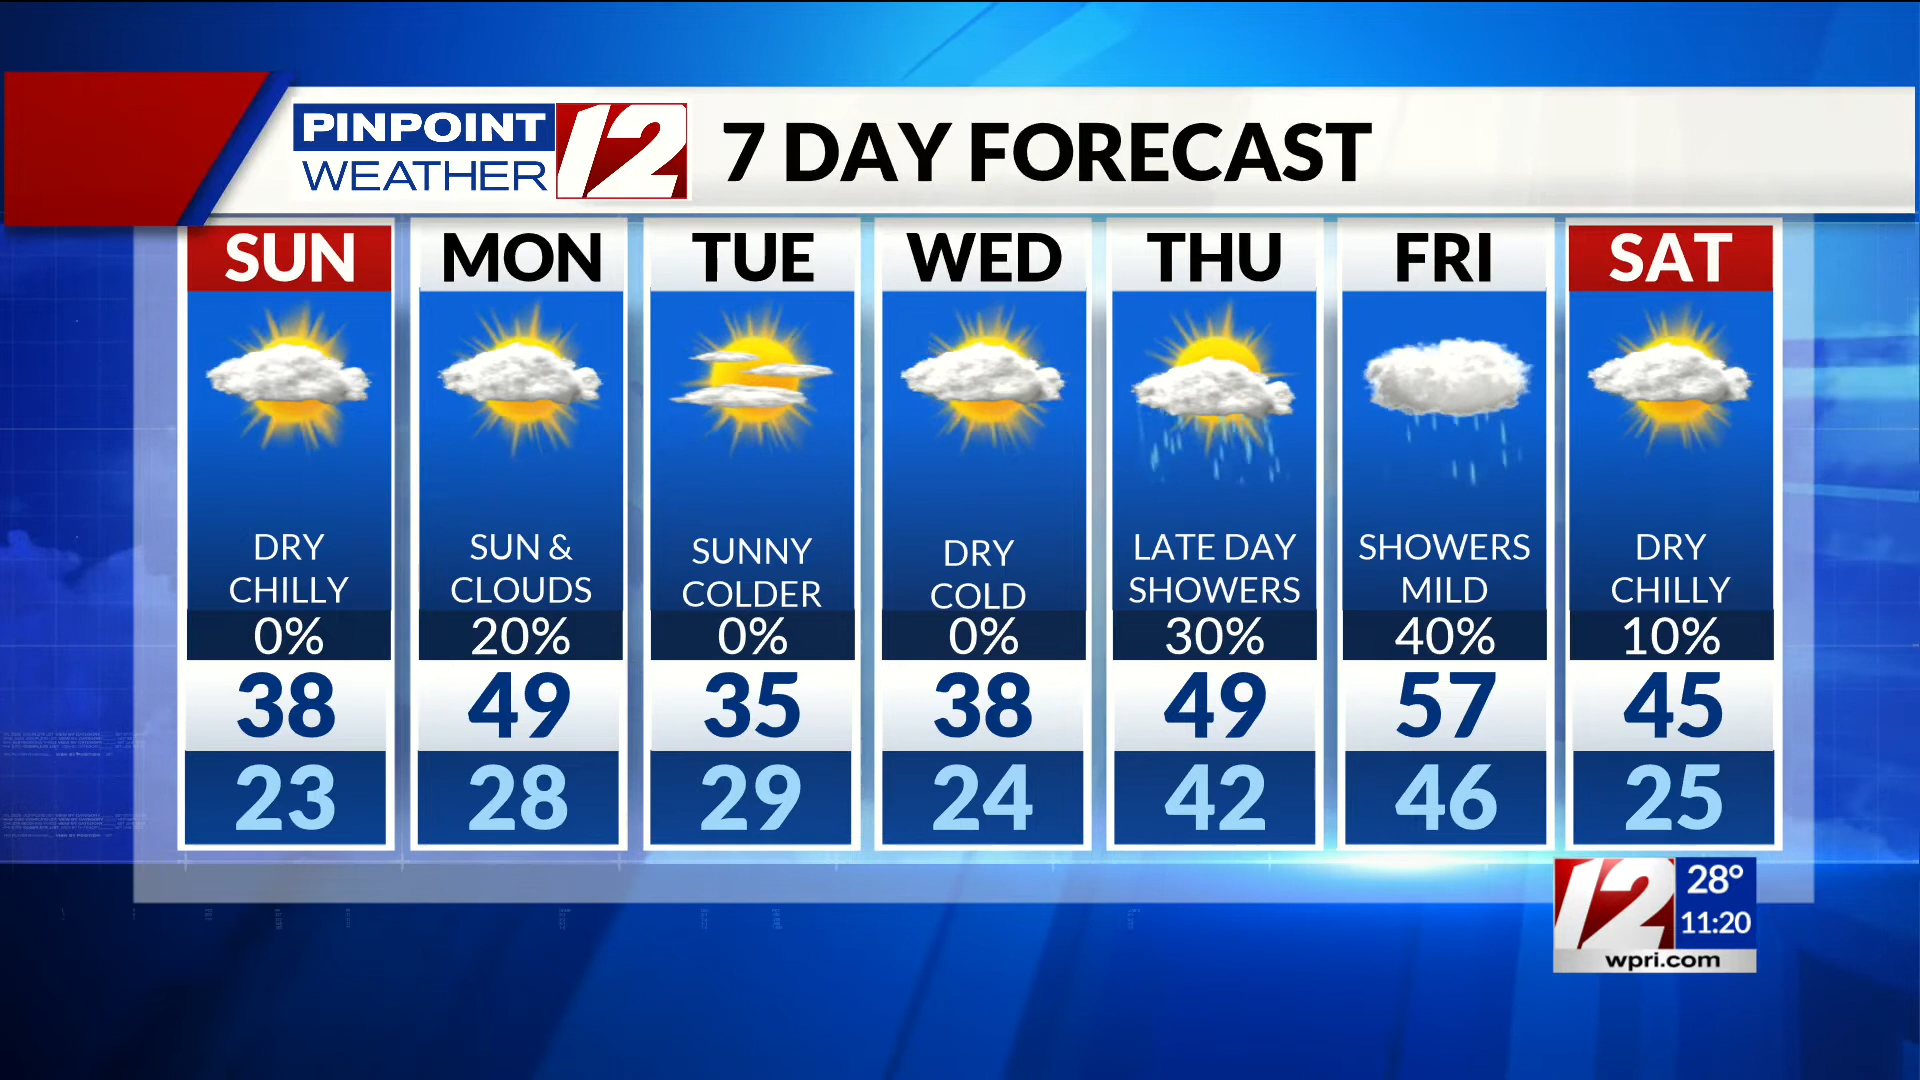 PINPOINT
WEATHER
12
7 DAY FORECAST
SUN MON TUE WED THU FRI SAT
DRY
CHILLY
SUN &
CLOUDS
SUNNY
COLDER
DRY
COLD
LATE DAY
SHOWERS
SHOWERS
MILD
DRY
CHILLY
0% 20% 0% 0% 30% 40% 10%
38 49 35 38 49 57 45
23 28 29 24 42 46 25
12
28°
11:20
wpri.com